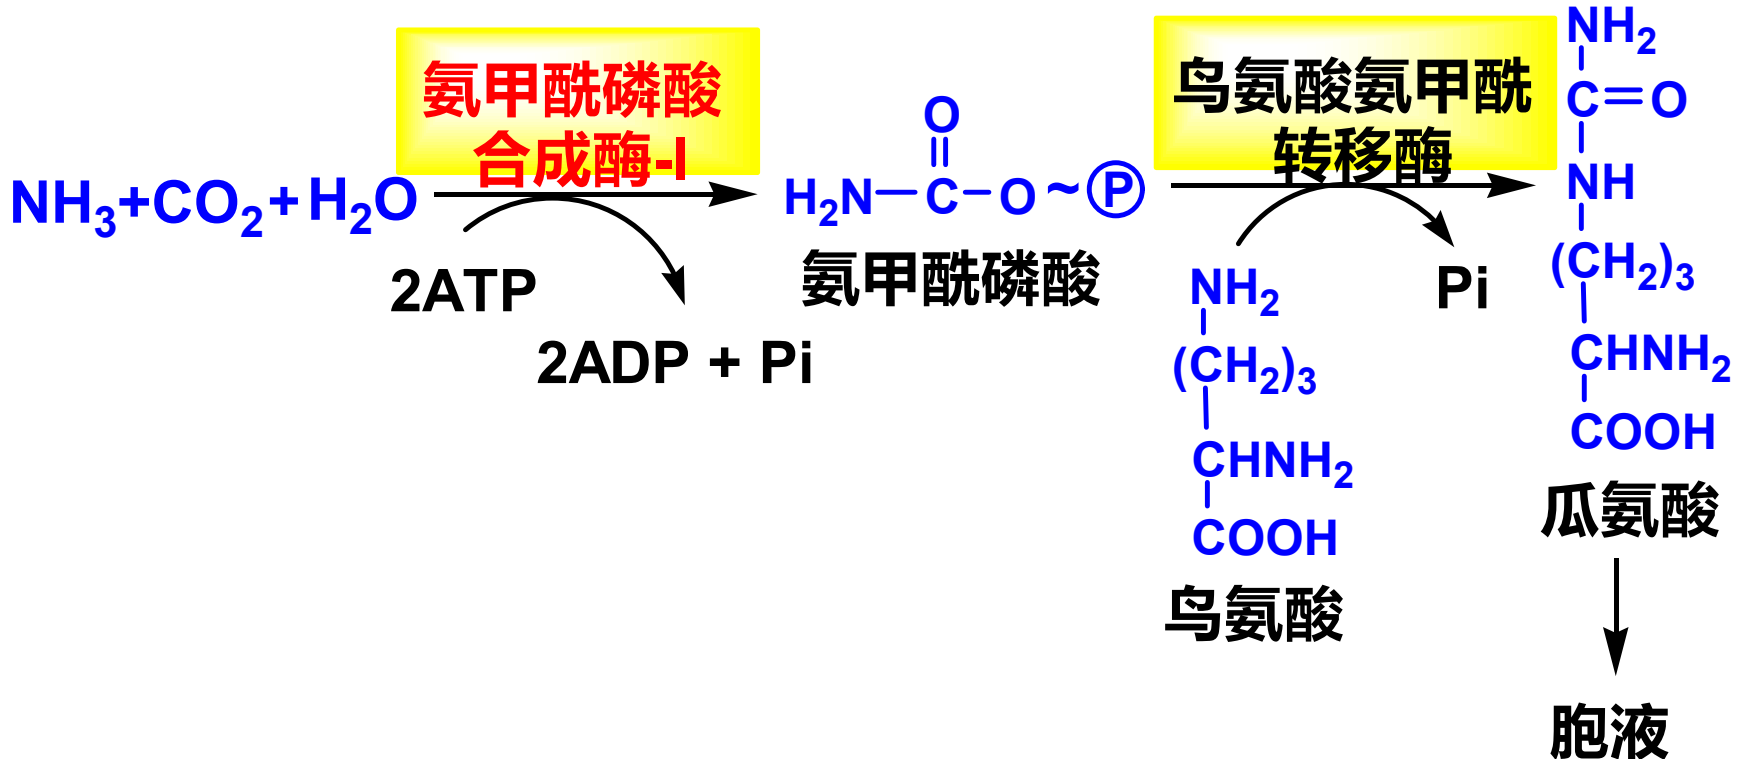 氨甲酰磷酸
合成酶-I
NH₃+CO₂+H₂O
2ATP
2ADP + Pi
O
H₂N—C—O~Ⓟ
氨甲酰磷酸
鸟氨酸氨甲酰
转移酶
Pi
NH₂
(CH₂)₃
CHNH₂
COOH
鸟氨酸
NH₂
C=O
NH
(CH₂)₃
CHNH₂
COOH
瓜氨酸
胞液